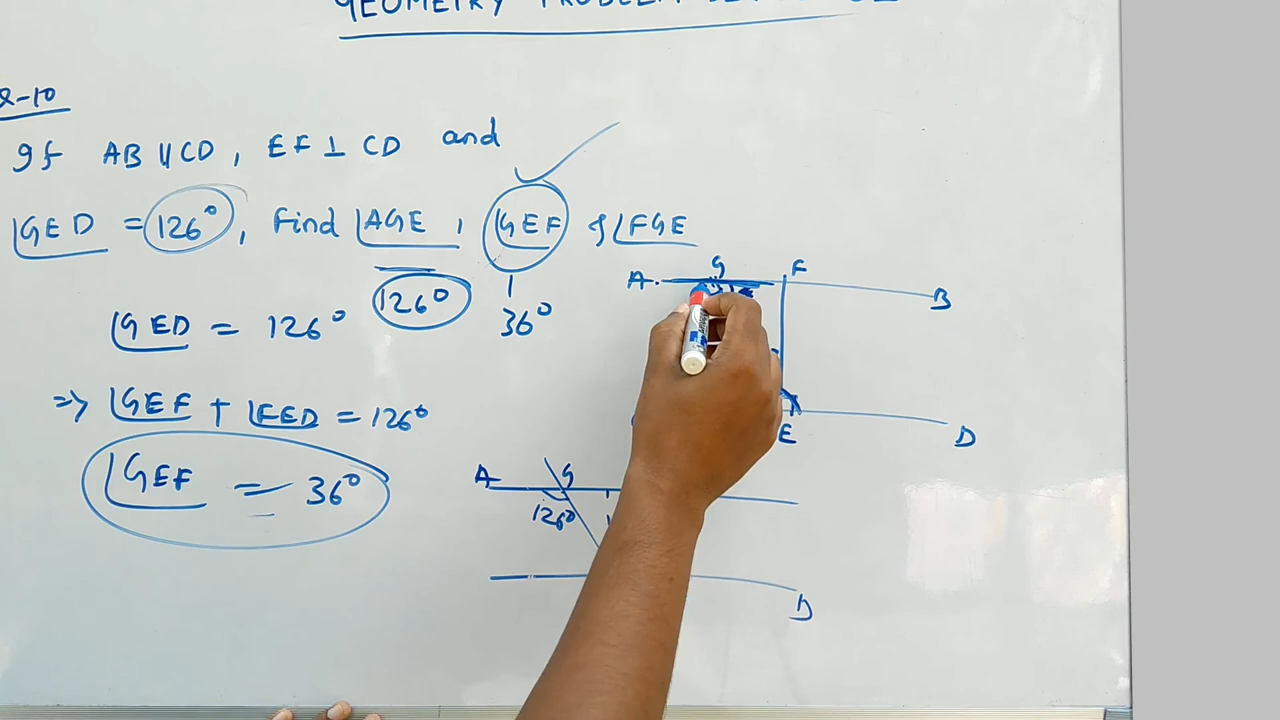 GEOMETRY PROBLEM
Q-10
If AB ∥ CD, EF ⊥ CD and
∠GED = 126°, Find ∠AGE, ∠GEF & ∠FGE
126°
36°
∠GED = 126°
⇒ ∠GEF + ∠FED = 126°
∠GEF = 36°
A G F B
E D
A G
126°
D